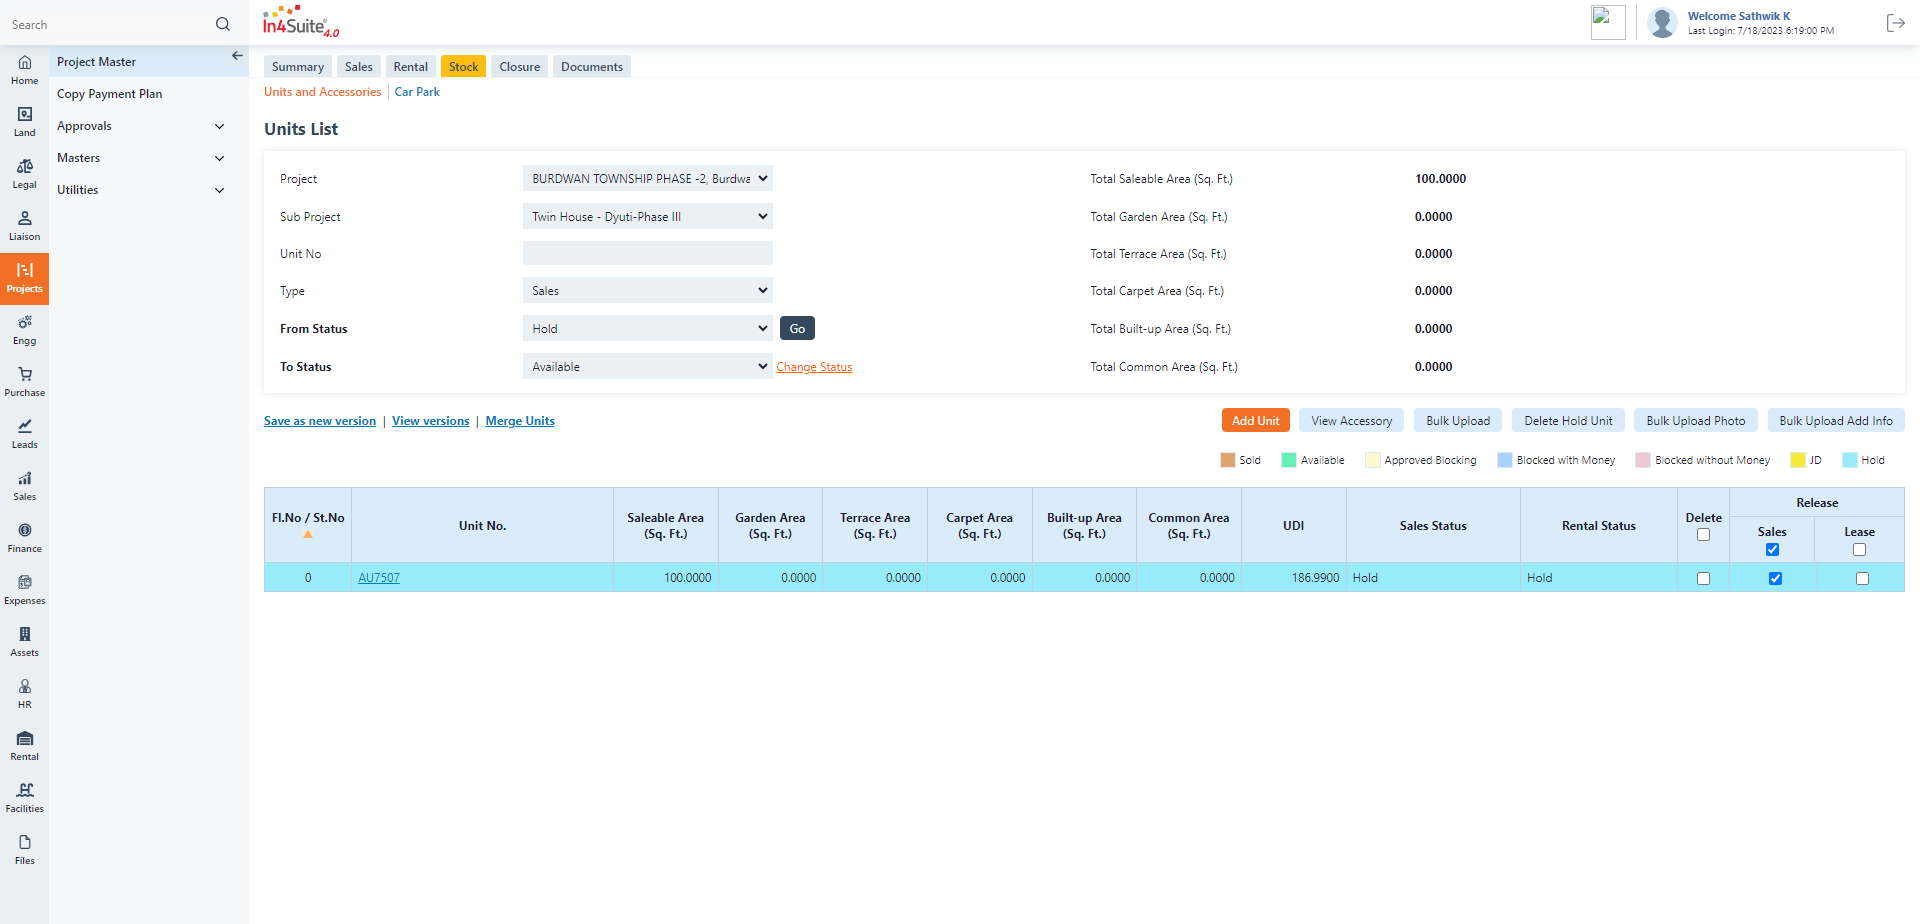 Search
In4Suite® 4.0
Welcome Sathwik K
Last Login: 7/18/2023 6:19:00 PM
Home
Land
Legal
Liaison
Projects
Engg
Purchase
Leads
Sales
Finance
Expenses
Assets
HR
Rental
Facilities
Files
Project Master
Copy Payment Plan
Approvals
Masters
Utilities
Summary Sales Rental Stock Closure Documents
Units and Accessories Car Park
Units List
Project BURDWAN TOWNSHIP PHASE -2, Burdwa Total Saleable Area (Sq. Ft.) 100.0000
Sub Project Twin House - Dyuti-Phase III Total Garden Area (Sq. Ft.) 0.0000
Unit No Total Terrace Area (Sq. Ft.) 0.0000
Type Sales Total Carpet Area (Sq. Ft.) 0.0000
From Status Hold Go Total Built-up Area (Sq. Ft.) 0.0000
To Status Available Change Status Total Common Area (Sq. Ft.) 0.0000
Save as new version | View versions | Merge Units Add Unit View Accessory Bulk Upload Delete Hold Unit Bulk Upload Photo Bulk Upload Add Info
Sold Available Approved Blocking Blocked with Money Blocked without Money JD Hold
Fl.No / St.No Unit No. Saleable Area (Sq. Ft.) Garden Area (Sq. Ft.) Terrace Area (Sq. Ft.) Carpet Area (Sq. Ft.) Built-up Area (Sq. Ft.) Common Area (Sq. Ft.) UDI Sales Status Rental Status Delete Release
Sales Lease
0 AU7507 100.0000 0.0000 0.0000 0.0000 0.0000 0.0000 186.9900 Hold Hold